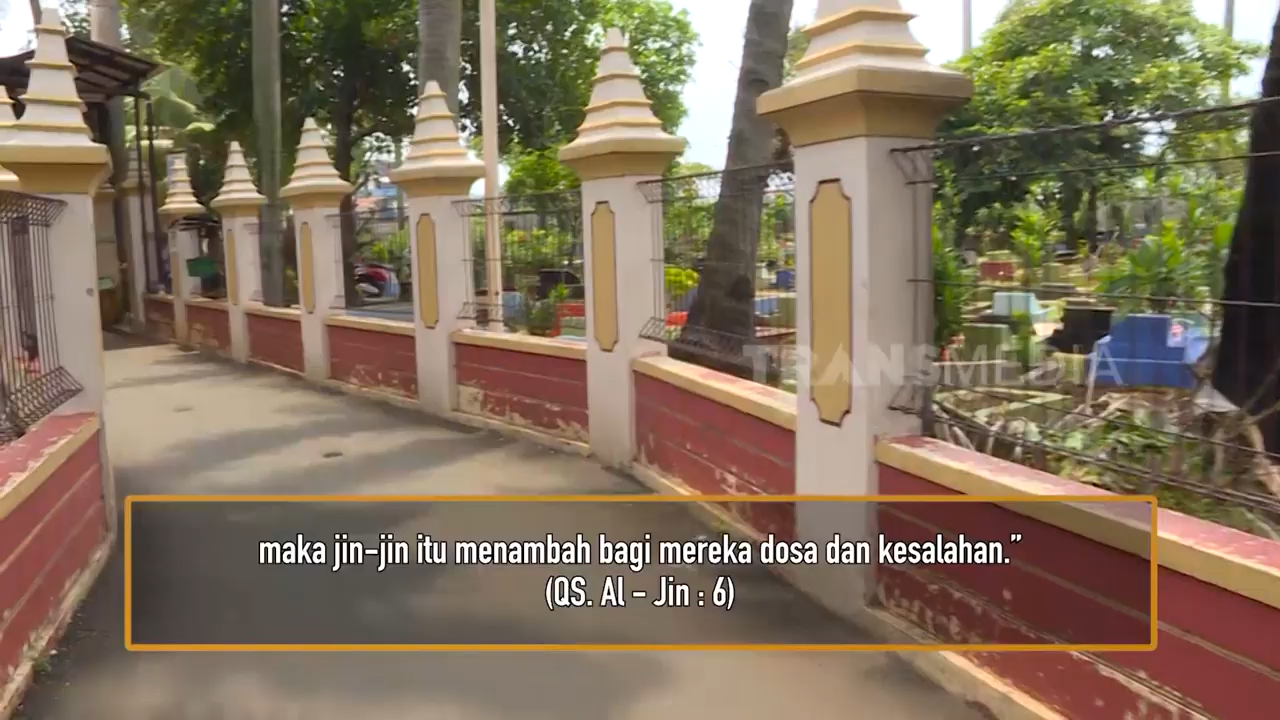 TRANSMEDIA
maka jin-jin itu menambah bagi mereka dosa dan kesalahan.”
(QS. Al - Jin : 6)